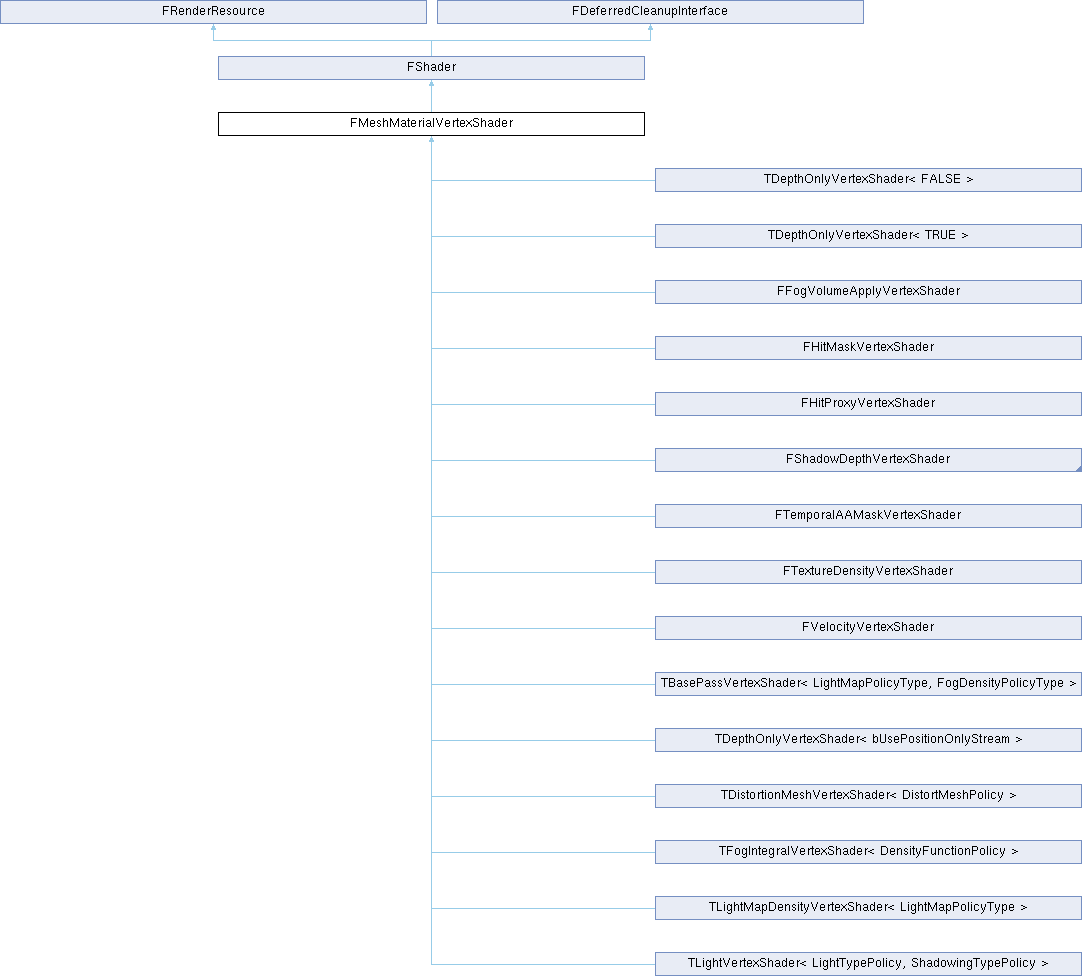 FRenderResource
FDeferredCleanupInterface
FShader
FMeshMaterialVertexShader
TDepthOnlyVertexShader< FALSE >
TDepthOnlyVertexShader< TRUE >
FFogVolumeApplyVertexShader
FHitMaskVertexShader
FHitProxyVertexShader
FShadowDepthVertexShader
FTemporalAAMaskVertexShader
FTextureDensityVertexShader
FVelocityVertexShader
TBasePassVertexShader< LightMapPolicyType, FogDensityPolicyType >
TDepthOnlyVertexShader< bUsePositionOnlyStream >
TDistortionMeshVertexShader< DistortMeshPolicy >
TFogIntegralVertexShader< DensityFunctionPolicy >
TLightMapDensityVertexShader< LightMapPolicyType >
TLightVertexShader< LightTypePolicy, ShadowingTypePolicy >